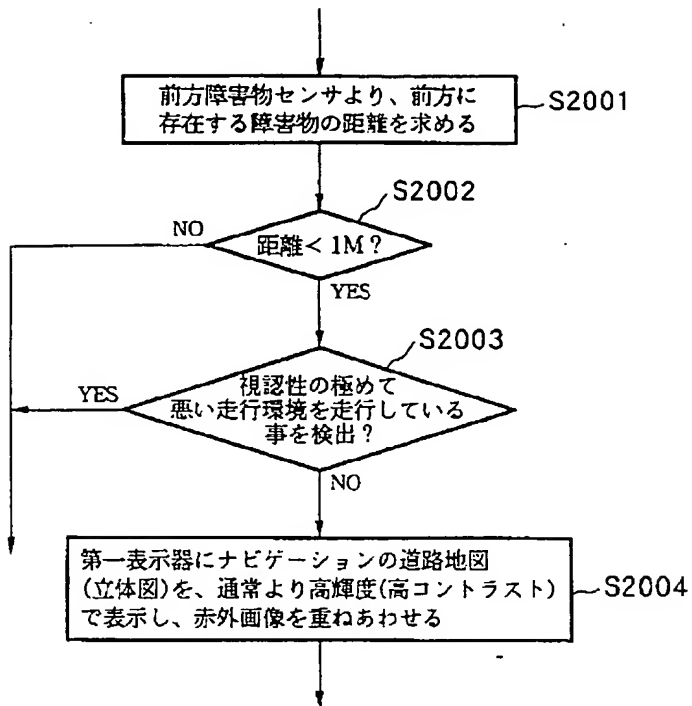 前方障害物センサより、前方に
存在する障害物の距離を求める
S2001
S2002
NO
距離＜1M？
YES
S2003
YES
視認性の極めて
悪い走行環境を走行している
事を検出？
NO
第一表示器にナビゲーションの道路地図
(立体図)を、通常より高輝度(高コントラスト)
で表示し、赤外画像を重ねあわせる
S2004